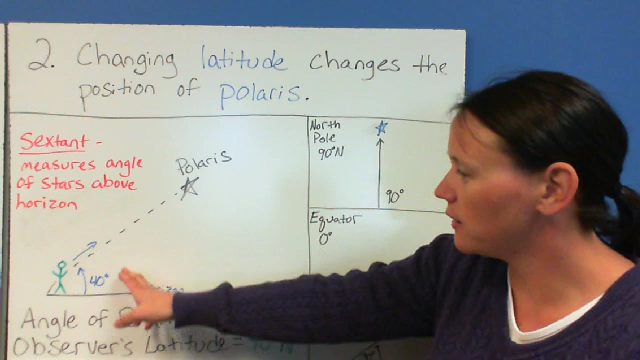 2. Changing latitude changes the
position of polaris.
Sextant -
measures angle
of stars above
horizon
Polaris
40°
Angle of
Observer's Latitude =
North
Pole
90°N
90°
Equator
0°